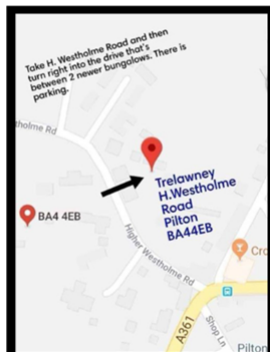 Take H. Westholme Road and then
turn right into the drive that's
between 2 newer bungalows. There is
parking.
tholme Rd
Trelawney
H.Westholme
Road
Pilton
BA44EB
BA4 4EB
Higher Westholme Rd
Cro
A361
Shop Ln
Pilton